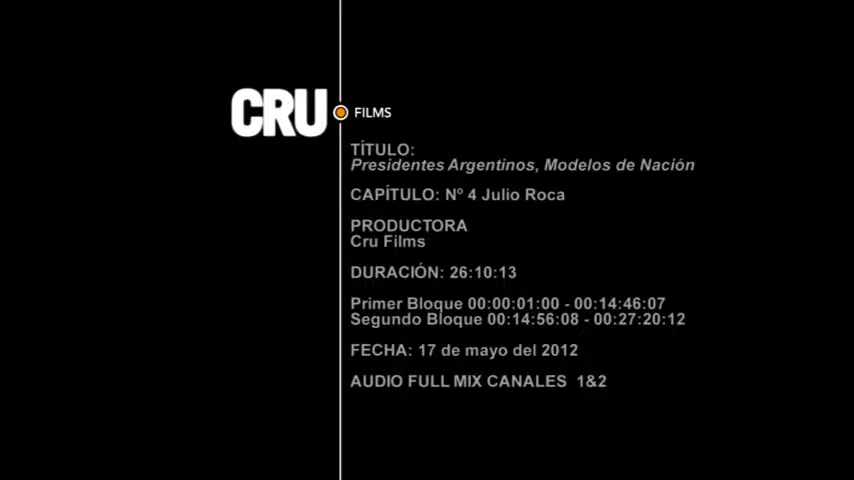 CRU FILMS
TÍTULO:
Presidentes Argentinos, Modelos de Nación
CAPÍTULO: Nº 4 Julio Roca
PRODUCTORA
Cru Films
DURACIÓN: 26:10:13
Primer Bloque 00:00:01:00 - 00:14:46:07
Segundo Bloque 00:14:56:08 - 00:27:20:12
FECHA: 17 de mayo del 2012
AUDIO FULL MIX CANALES 1&2